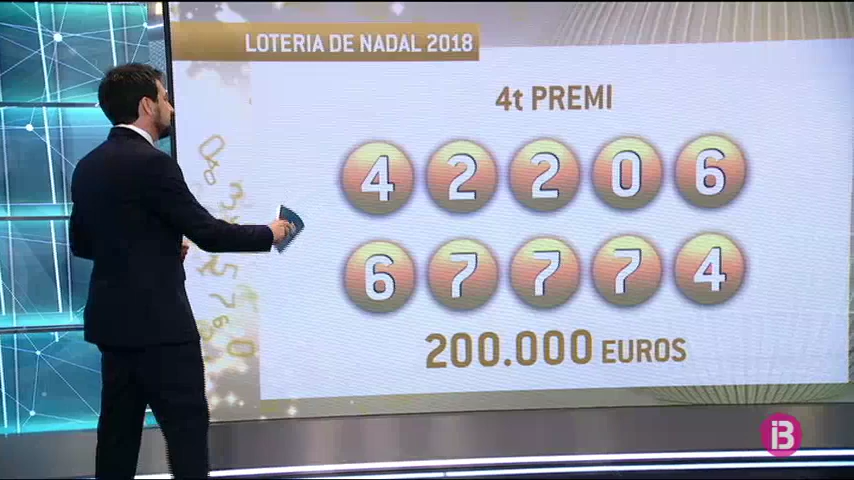 LOTERIA DE NADAL 2018
4t PREMI
4 2 2 0 6
6 7 7 7 4
200.000 EUROS
iB